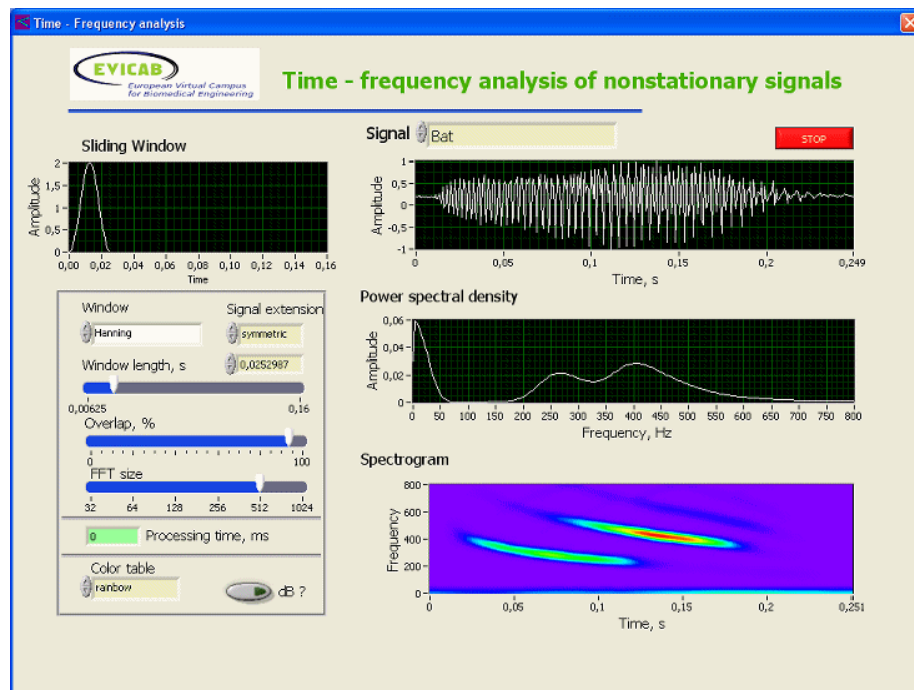 Time - Frequency analysis
EVICAB
European Virtual Campus
for Biomedical Engineering
Time - frequency analysis of nonstationary signals
Sliding Window
Amplitude
2
1,5
1
0,5
0
0,00 0,02 0,04 0,06 0,08 0,10 0,12 0,14 0,16
Time
Signal Bat
STOP
Amplitude
1
0,5
0
-0,5
-1
0 0,05 0,1 0,15 0,2 0,249
Time, s
Window
Hanning
Signal extension
symmetric
0,0252987
Window length, s
0,00625 0,16
Overlap, %
0 100
FFT size
32 64 128 256 512 1024
0 Processing time, ms
Color table
rainbow
dB ?
Power spectral density
Amplitude
0,06
0,04
0,02
0
0 50 100 150 200 250 300 350 400 450 500 550 600 650 700 750 800
Frequency, Hz
Spectrogram
Frequency
800
600
400
200
0
0 0,05 0,1 0,15 0,2 0,251
Time, s